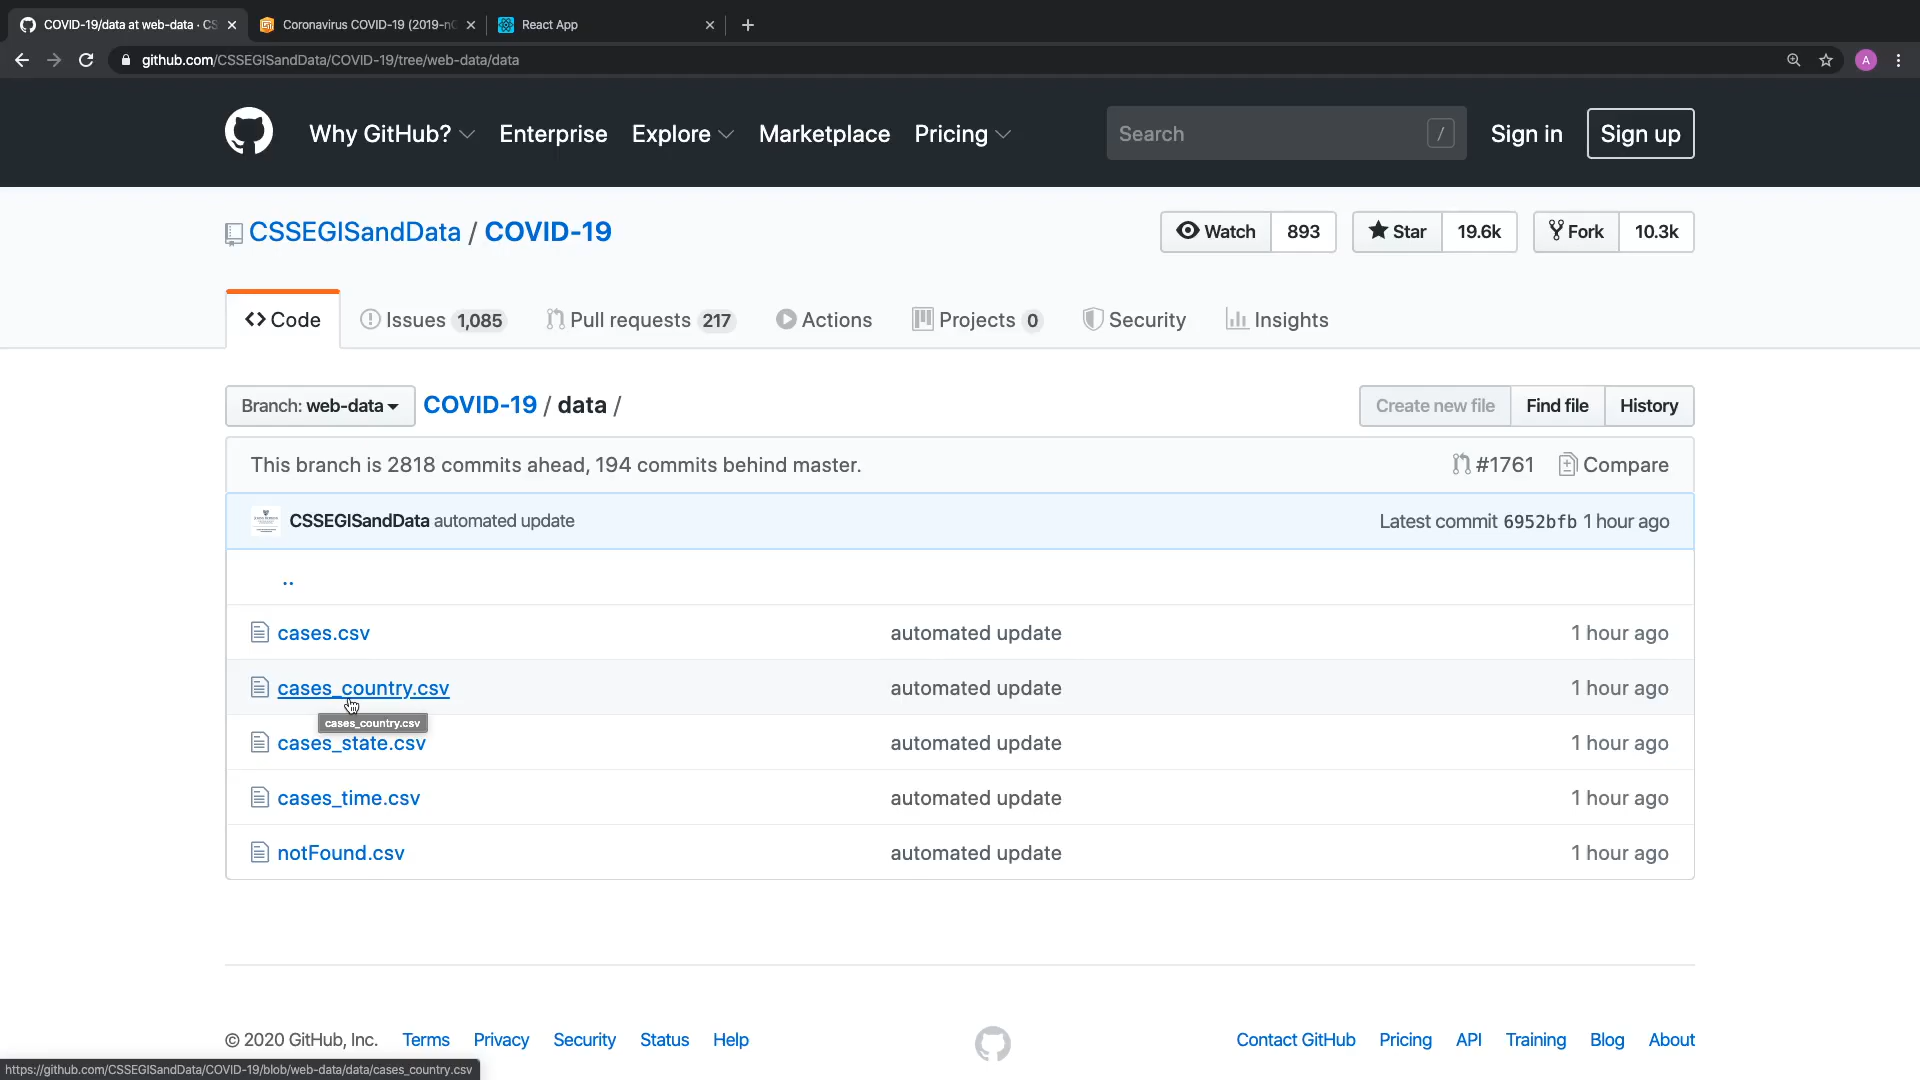 COVID-19/data at web-data · CS
Coronavirus COVID-19 (2019-nC
React App
github.com/CSSEGISandData/COVID-19/tree/web-data/data
A
Why GitHub? Enterprise Explore Marketplace Pricing Search / Sign in Sign up
CSSEGISandData / COVID-19 Watch 893 Star 19.6k Fork 10.3k
<> Code Issues 1,085 Pull requests 217 Actions Projects 0 Security Insights
Branch: web-data COVID-19 / data / Create new file Find file History
This branch is 2818 commits ahead, 194 commits behind master. #1761 Compare
CSSEGISandData automated update Latest commit 6952bfb 1 hour ago
..
cases.csv automated update 1 hour ago
cases_country.csv automated update 1 hour ago
cases_country.csv
cases_state.csv automated update 1 hour ago
cases_time.csv automated update 1 hour ago
notFound.csv automated update 1 hour ago
© 2020 GitHub, Inc. Terms Privacy Security Status Help Contact GitHub Pricing API Training Blog About
https://github.com/CSSEGISandData/COVID-19/blob/web-data/data/cases_country.csv